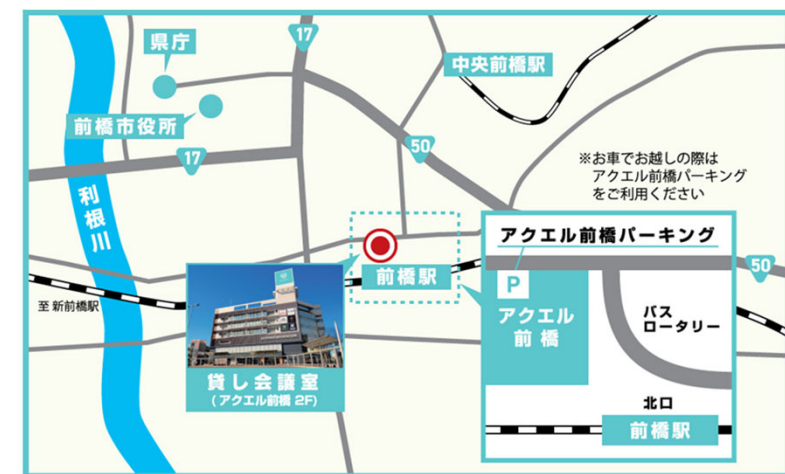 17
県庁
中央前橋駅
前橋市役所
50
17
※お車でお越しの際は
アクエル前橋パーキング
をご利用ください
利根川
アクエル前橋パーキング
前橋駅
50
P
至 新前橋駅
アクエル
前橋
バス
ロータリー
貸し会議室
(アクエル前橋 2F)
北口
前橋駅